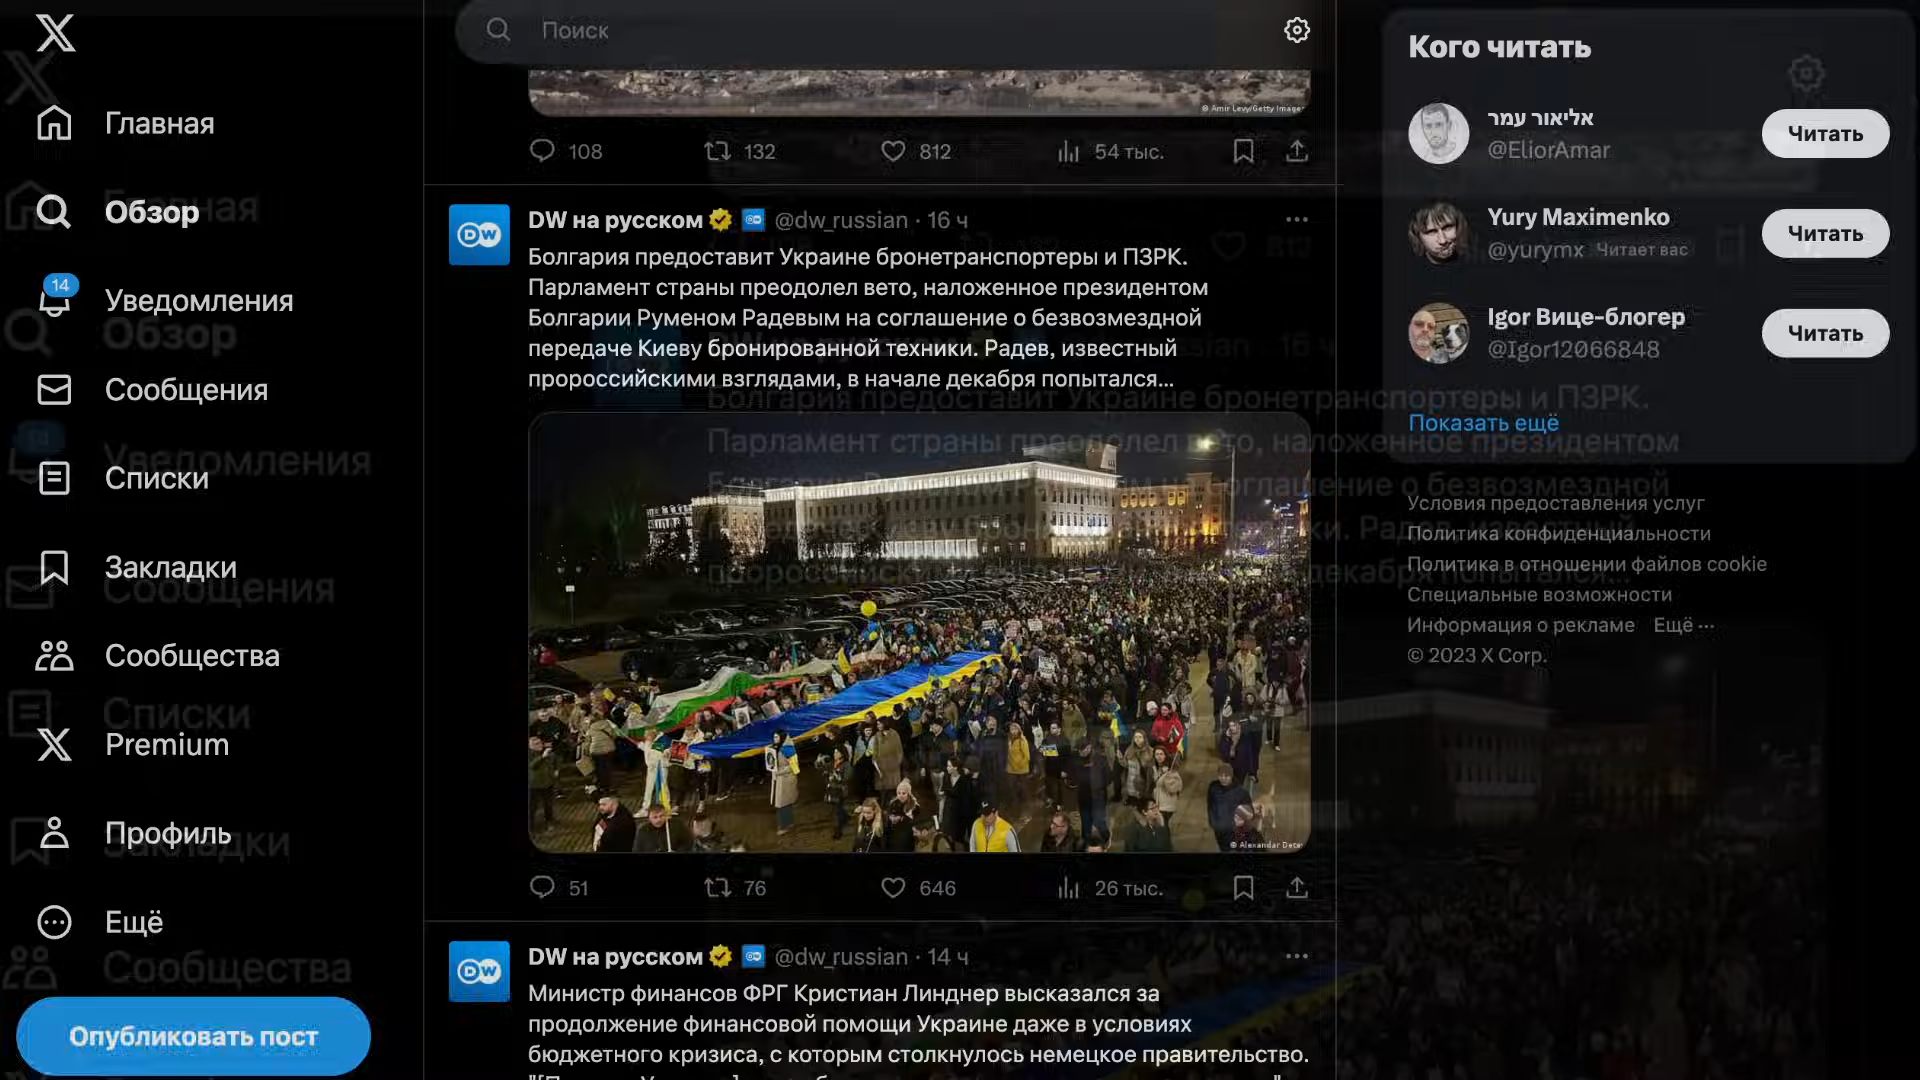 Главная
Обзор
14
Уведомления
Сообщения
Списки
Закладки
Сообщества
Premium
Профиль
Ещё
Опубликовать пост
Поиск
© Amir Levy/Getty Images
108 132 812 54 тыс.
DW на русском @dw_russian · 16 ч
Болгария предоставит Украине бронетранспортеры и ПЗРК.
Парламент страны преодолел вето, наложенное президентом
Болгарии Руменом Радевым на соглашение о безвозмездной
передаче Киеву бронированной техники. Радев, известный
пророссийскими взглядами, в начале декабря попытался...
51 76 646 26 тыс.
DW на русском @dw_russian · 14 ч
Министр финансов ФРГ Кристиан Линднер высказался за
продолжение финансовой помощи Украине даже в условиях
бюджетного кризиса, с которым столкнулось немецкое правительство.
Кого читать
אליאור עמר
@EliorAmar
Читать
Yury Maximenko
@yurymx Читает вас
Читать
Igor Вице-блогер
@Igor12066848
Читать
Показать ещё
Условия предоставления услуг
Политика конфиденциальности
Политика в отношении файлов cookie
Специальные возможности
Информация о рекламе Ещё ...
© 2023 X Corp.